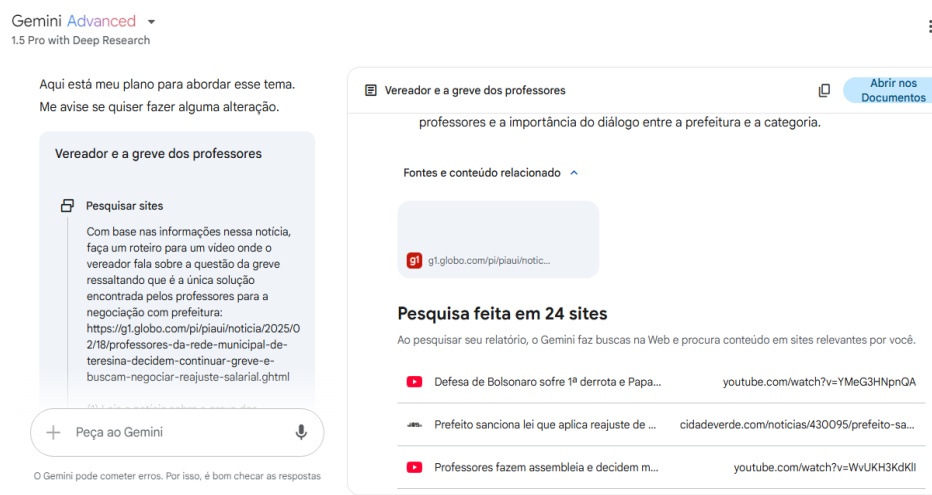 Gemini Advanced
1.5 Pro with Deep Research
Aqui está meu plano para abordar esse tema.
Me avise se quiser fazer alguma alteração.
Vereador e a greve dos professores
Pesquisar sites
Com base nas informações nessa notícia,
faça um roteiro para um vídeo onde o
vereador fala sobre a questão da greve
ressaltando que é a única solução
encontrada pelos professores para a
negociação com prefeitura:
https://g1.globo.com/pi/piaui/noticia/2025/0
2/18/professores-da-rede-municipal-de-
teresina-decidem-continuar-greve-e-
buscam-negociar-reajuste-salarial.ghtml
Peça ao Gemini
O Gemini pode cometer erros. Por isso, é bom checar as respostas
Vereador e a greve dos professores
Abrir nos
Documentos
professores e a importância do diálogo entre a prefeitura e a categoria.
Fontes e conteúdo relacionado
g1 g1.globo.com/pi/piaui/notic...
Pesquisa feita em 24 sites
Ao pesquisar seu relatório, o Gemini faz buscas na Web e procura conteúdo em sites relevantes por você.
Defesa de Bolsonaro sofre 1ª derrota e Papa... youtube.com/watch?v=YMeG3HNpnQA
Prefeito sanciona lei que aplica reajuste de ... cidadeverde.com/noticias/430095/prefeito-sa...
Professores fazem assembleia e decidem m... youtube.com/watch?v=WvUKH3KdKlI